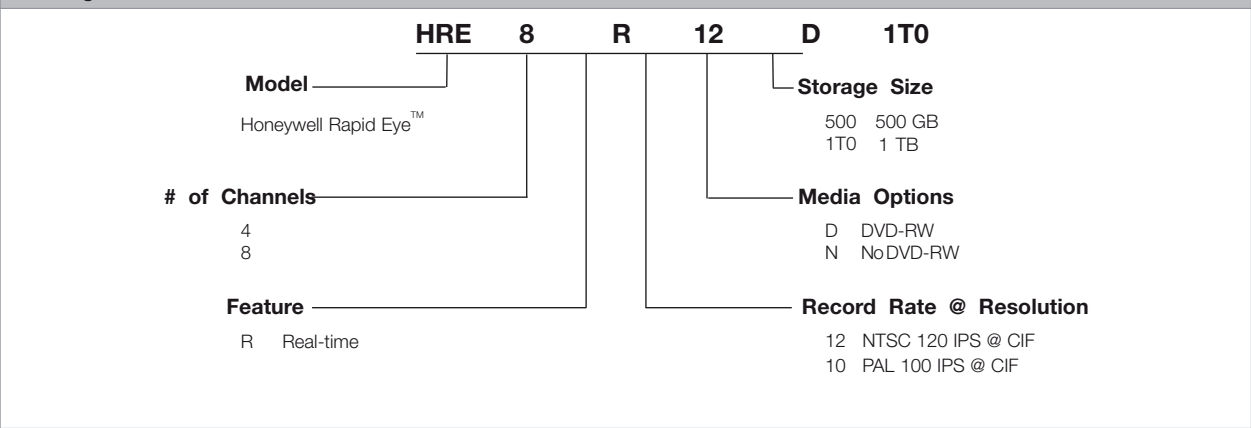 HRE 8 R 12 D 1T0
Model
Honeywell Rapid Eye™
# of Channels
4
8
Feature
R Real-time
Storage Size
500 500 GB
1T0 1 TB
Media Options
D DVD-RW
N NoDVD-RW
Record Rate @ Resolution
12 NTSC 120 IPS @ CIF
10 PAL 100 IPS @ CIF